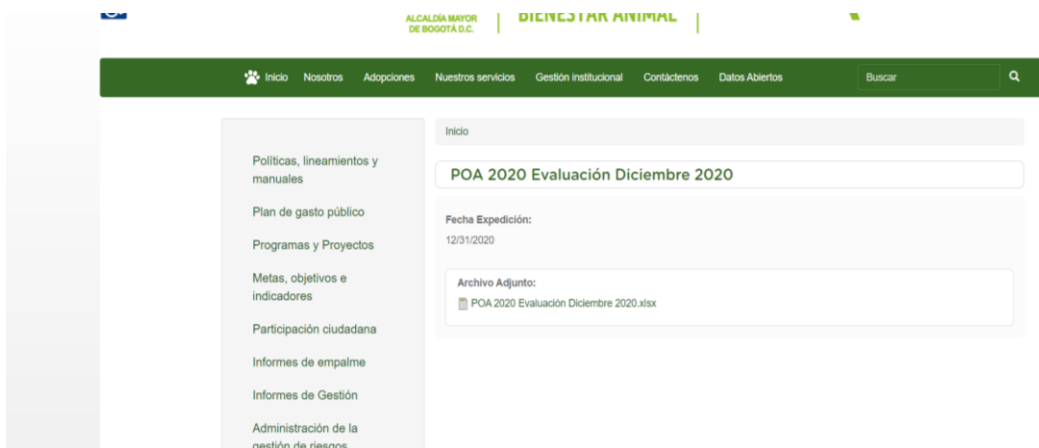 ALCALDÍA MAYOR
DE BOGOTÁ D.C.
BIENESTAR ANIMAL
Inicio Nosotros Adopciones Nuestros servicios Gestión institucional Contáctenos Datos Abiertos Buscar
Políticas, lineamientos y
manuales
Plan de gasto público
Programas y Proyectos
Metas, objetivos e
indicadores
Participación ciudadana
Informes de empalme
Informes de Gestión
Administración de la
gestión de riesgos
Inicio
POA 2020 Evaluación Diciembre 2020
Fecha Expedición:
12/31/2020
Archivo Adjunto:
POA 2020 Evaluación Diciembre 2020.xlsx